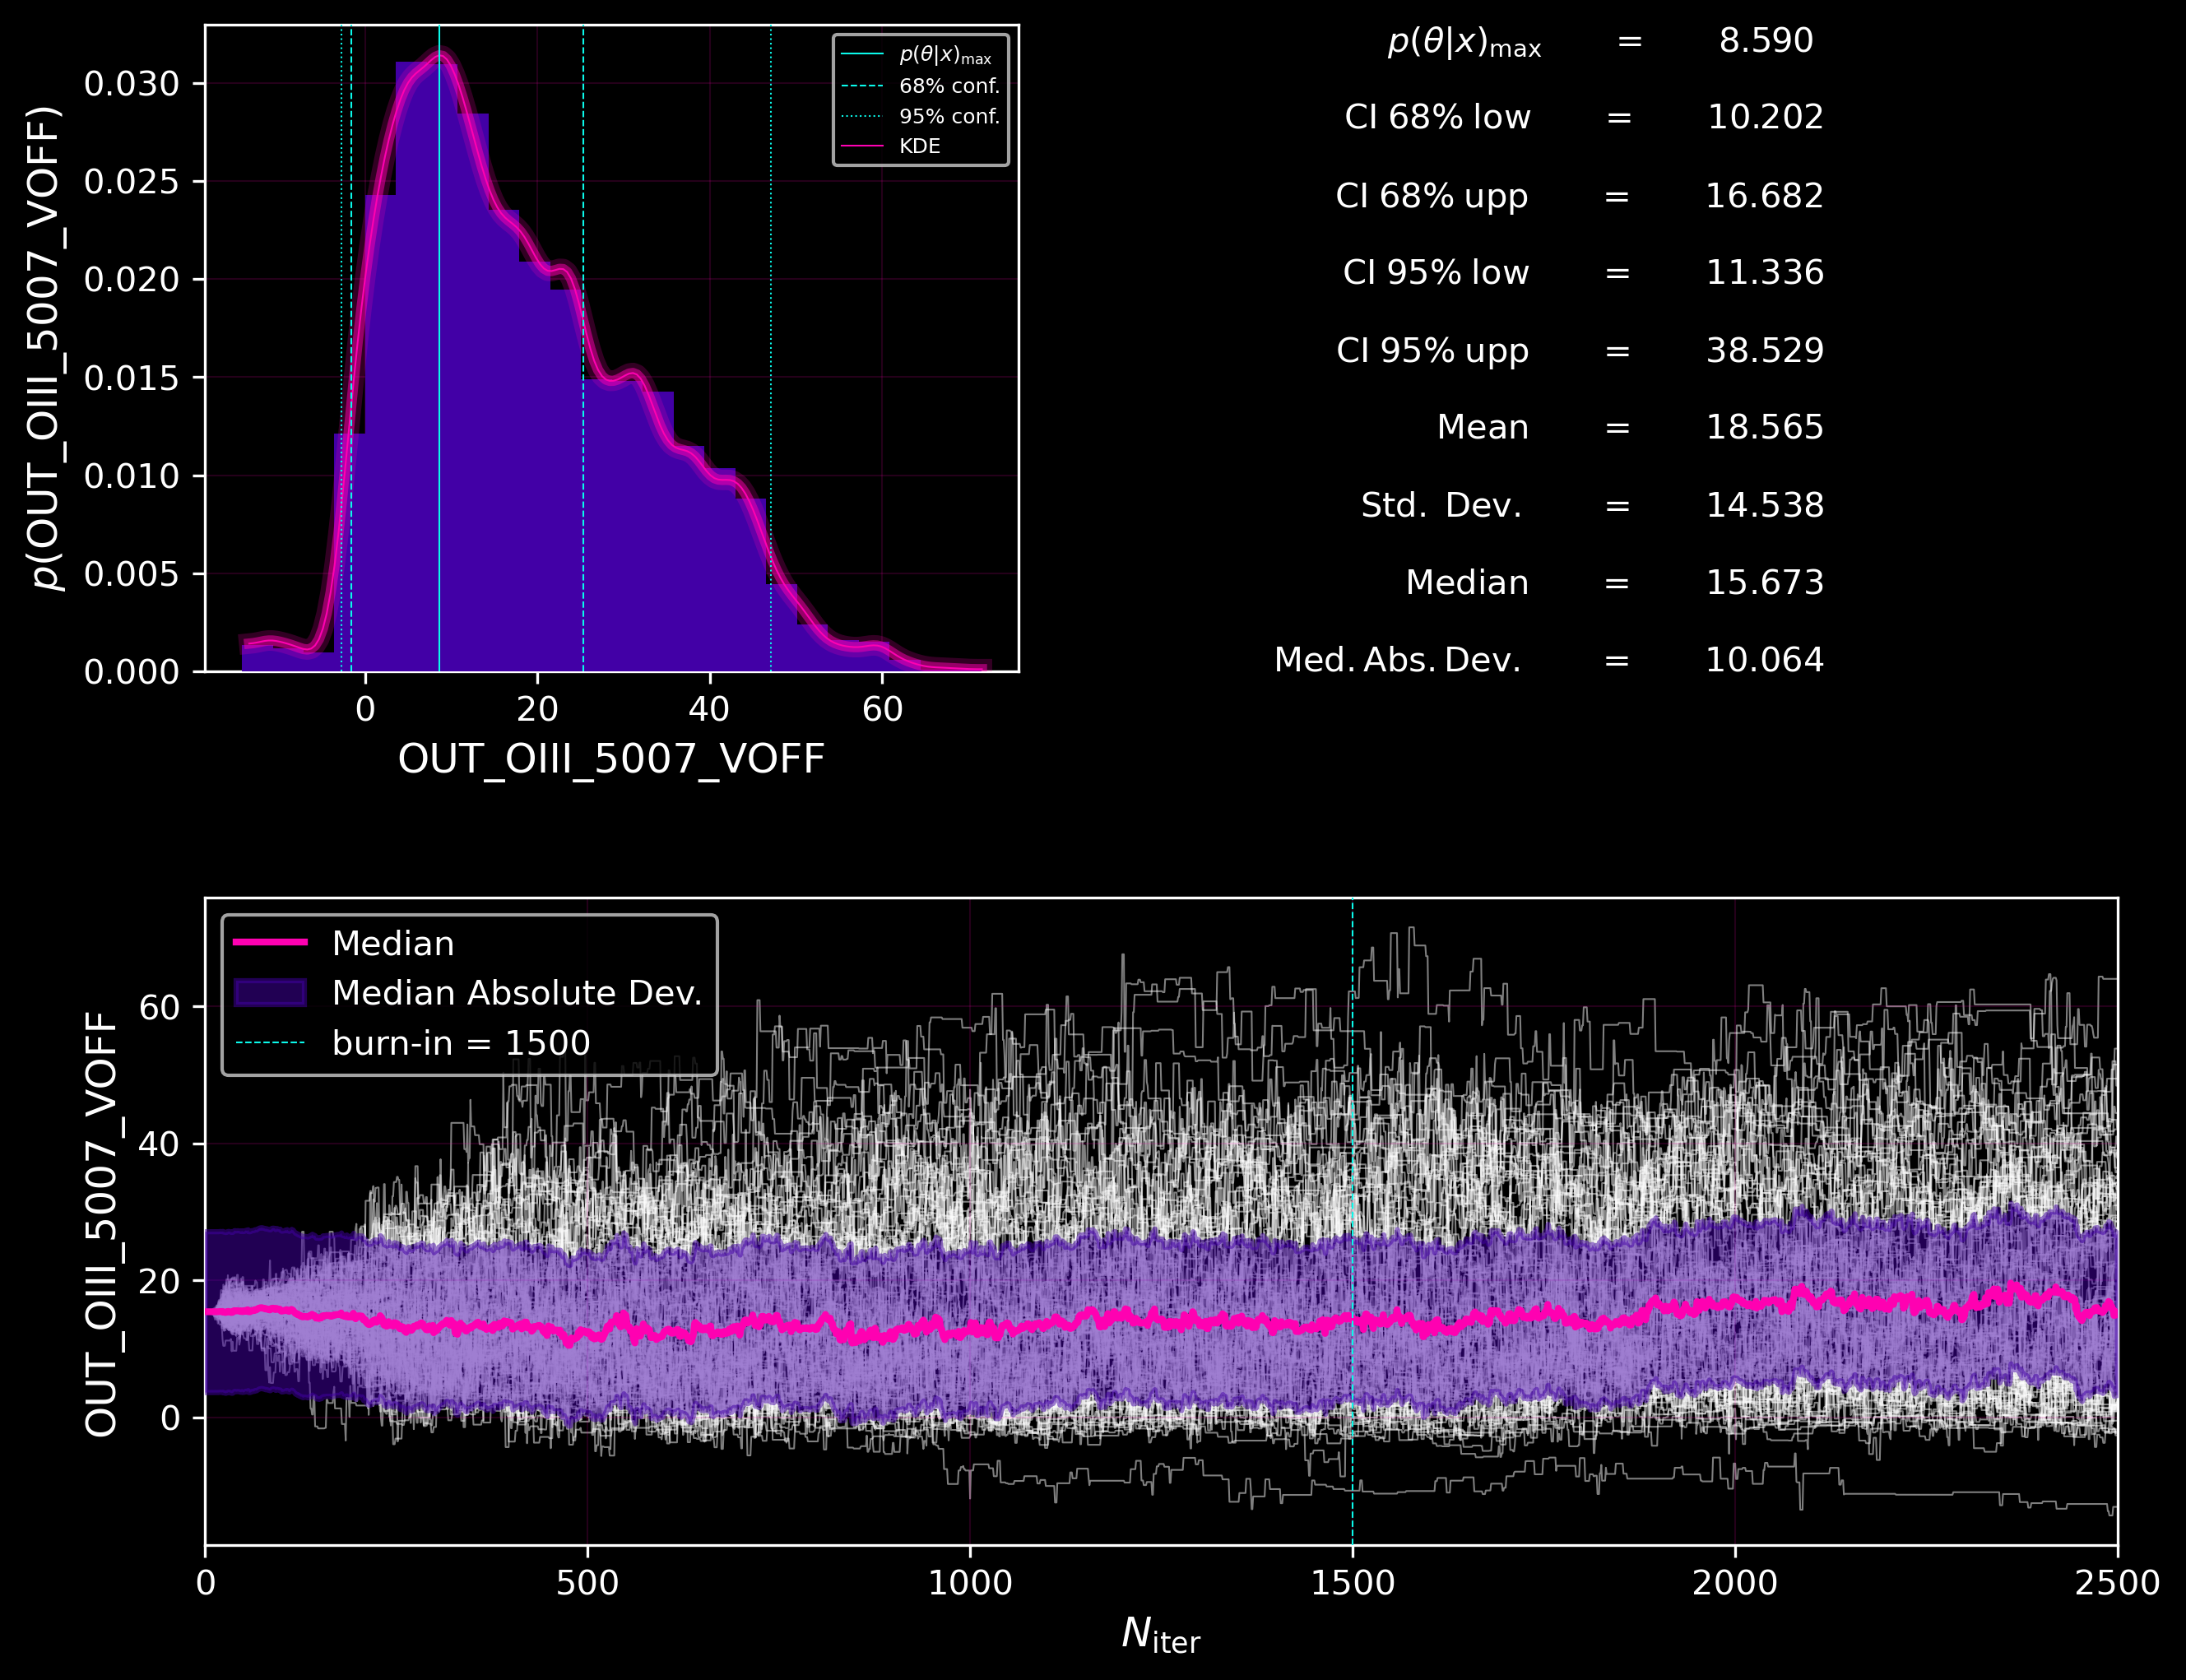 p(OUT_OIII_5007_VOFF)
0.030
0.025
0.020
0.015
0.010
0.005
0.000
0 20 40 60
OUT_OIII_5007_VOFF
p(θ|x)max
68% conf.
95% conf.
KDE
p(θ|x)max = 8.590
CI 68% low = 10.202
CI 68% upp = 16.682
CI 95% low = 11.336
CI 95% upp = 38.529
Mean = 18.565
Std. Dev. = 14.538
Median = 15.673
Med. Abs. Dev. = 10.064
OUT_OIII_5007_VOFF
60
40
20
0
Median
Median Absolute Dev.
burn-in = 1500
0 500 1000 1500 2000 2500
Niter